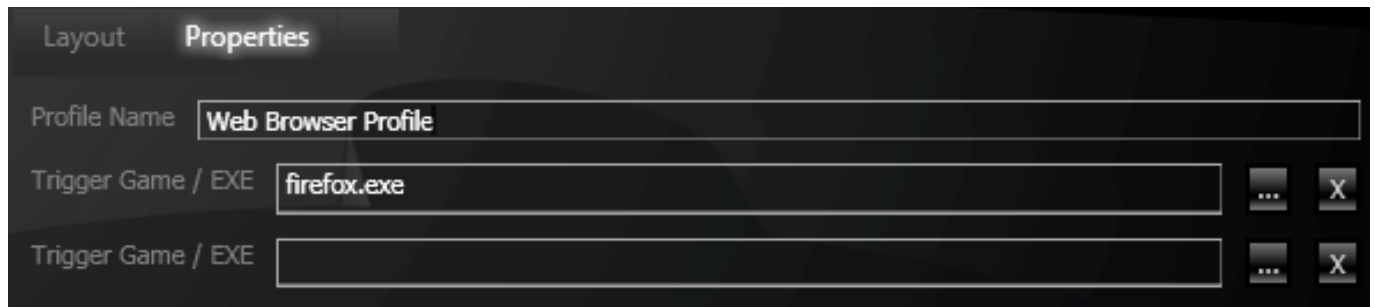 Layout Properties
Profile Name Web Browser Profile
Trigger Game / EXE firefox.exe ... X
Trigger Game / EXE ... X